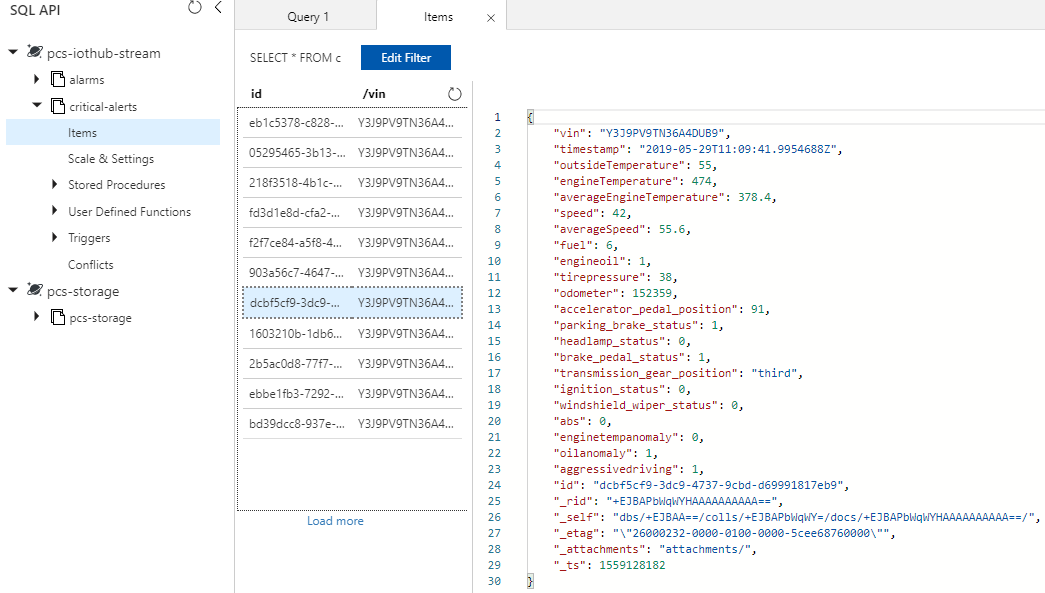 SQL API
pcs-iothub-stream
alarms
critical-alerts
Items
Scale & Settings
Stored Procedures
User Defined Functions
Triggers
Conflicts
pcs-storage
pcs-storage
Query 1
Items
SELECT * FROM c
Edit Filter
id /vin
eb1c5378-c828-... Y3J9PV9TN36A4...
05295465-3b13-... Y3J9PV9TN36A4...
218f3518-4b1c-... Y3J9PV9TN36A4...
fd3d1e8d-cfa2-... Y3J9PV9TN36A4...
f2f7ce84-a5f8-4... Y3J9PV9TN36A4...
903a56c7-4647-... Y3J9PV9TN36A4...
dcbf5cf9-3dc9-... Y3J9PV9TN36A4...
1603210b-1db6... Y3J9PV9TN36A4...
2b5ac0d8-77f7-... Y3J9PV9TN36A4...
ebbe1fb3-7292-... Y3J9PV9TN36A4...
bd39dcc8-937e-... Y3J9PV9TN36A4...
Load more
1 {
2 "vin": "Y3J9PV9TN36A4DUB9",
3 "timestamp": "2019-05-29T11:09:41.9954688Z",
4 "outsideTemperature": 55,
5 "engineTemperature": 474,
6 "averageEngineTemperature": 378.4,
7 "speed": 42,
8 "averageSpeed": 55.6,
9 "fuel": 6,
10 "engineoil": 1,
11 "tirepressure": 38,
12 "odometer": 152359,
13 "accelerator_pedal_position": 91,
14 "parking_brake_status": 1,
15 "headlamp_status": 0,
16 "brake_pedal_status": 1,
17 "transmission_gear_position": "third",
18 "ignition_status": 0,
19 "windshield_wiper_status": 0,
20 "abs": 0,
21 "enginetempanomaly": 0,
22 "oilanomaly": 1,
23 "aggressivedriving": 1,
24 "id": "dcbf5cf9-3dc9-4737-9cbd-d69991817eb9",
25 "_rid": "+EJBAPbWqWYHAAAAAAAAAA==",
26 "_self": "dbs/+EJBAA==/colls/+EJBAPbWqWY=/docs/+EJBAPbWqWYHAAAAAAAAAA==/",
27 "_etag": "\"26000232-0000-0100-0000-5cee68760000\"",
28 "_attachments": "attachments/",
29 "_ts": 1559128182
30 }